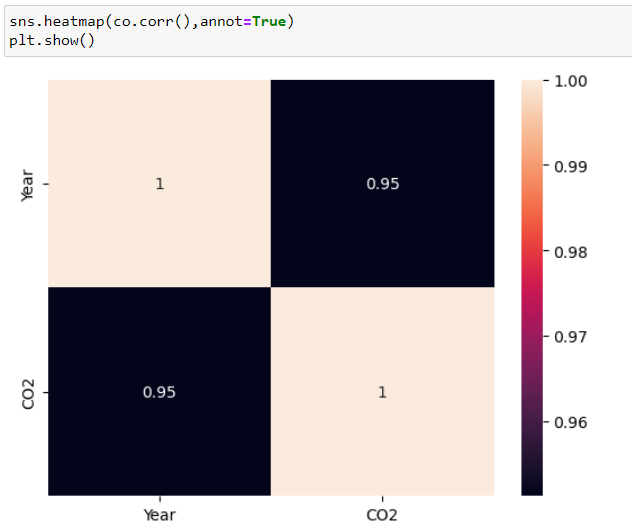 sns.heatmap(co.corr(),annot=True)
plt.show()
1.00
Year
1
0.95
0.99
0.98
0.97
CO2
0.95
1
0.96
Year
CO2